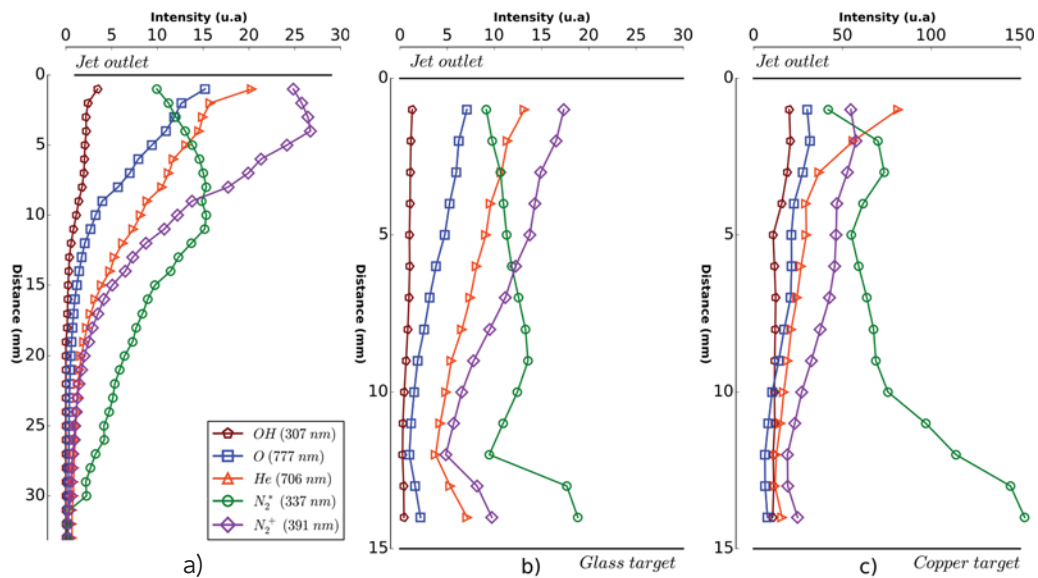 Intensity (u.a)
0 5 10 15 20 25 30
Jet outlet
Distance (mm)
0
5
10
15
20
25
30
OH (307 nm)
O (777 nm)
He (706 nm)
N₂* (337 nm)
N₂⁺ (391 nm)
a)
Intensity (u.a)
0 5 10 15 20 25 30
Jet outlet
Distance (mm)
0
5
10
15
b) Glass target
Intensity (u.a)
0 50 100 150
Jet outlet
Distance (mm)
0
5
10
15
c) Copper target